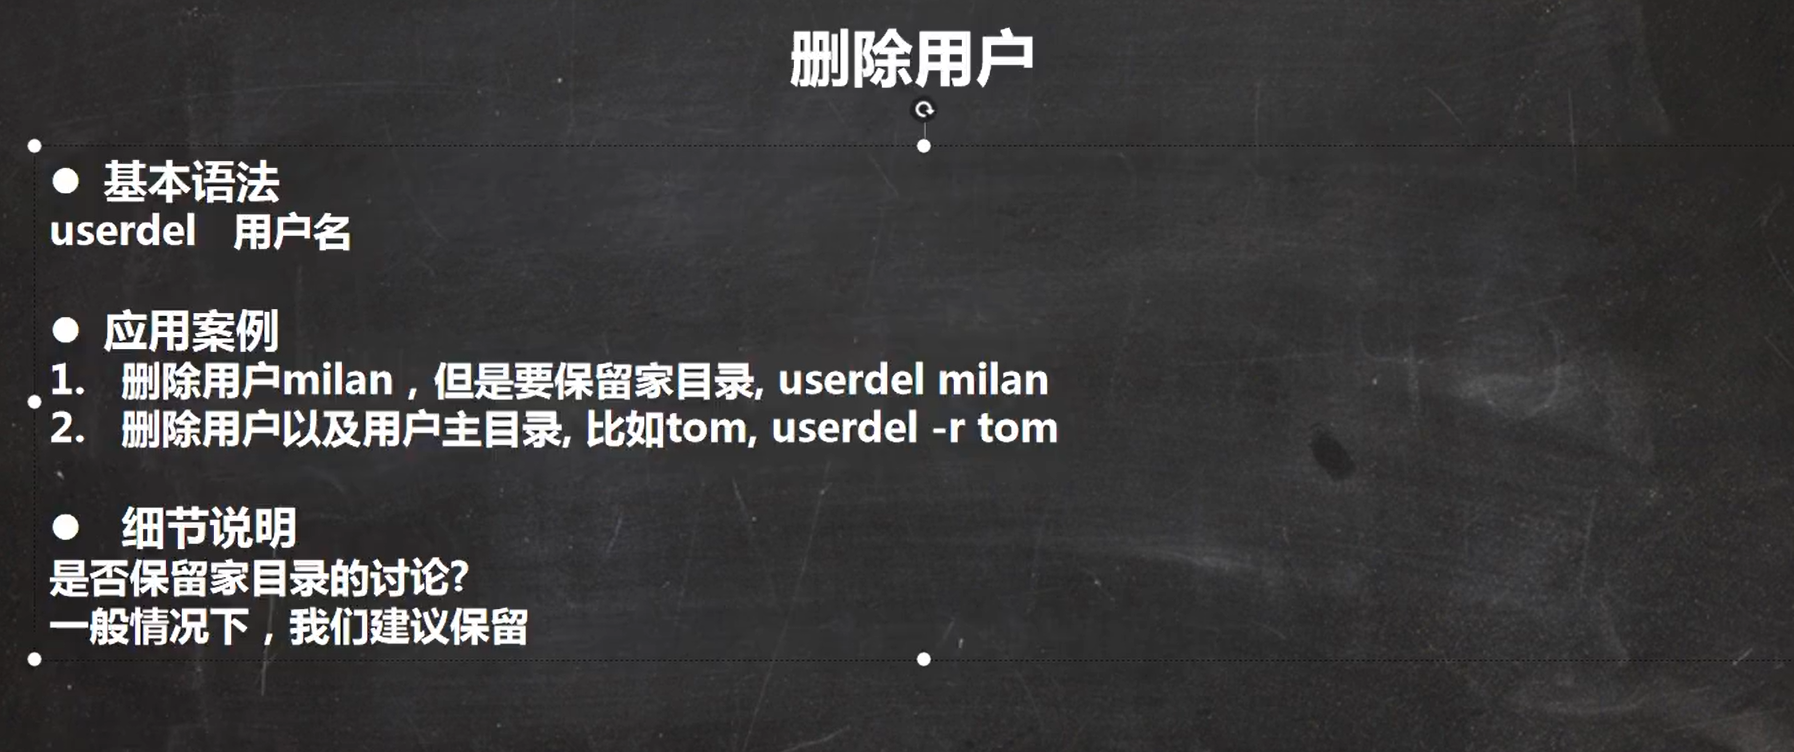 删除用户
● 基本语法
userdel 用户名
● 应用案例
1. 删除用户milan，但是要保留家目录, userdel milan
2. 删除用户以及用户主目录, 比如tom, userdel -r tom
● 细节说明
是否保留家目录的讨论?
一般情况下，我们建议保留